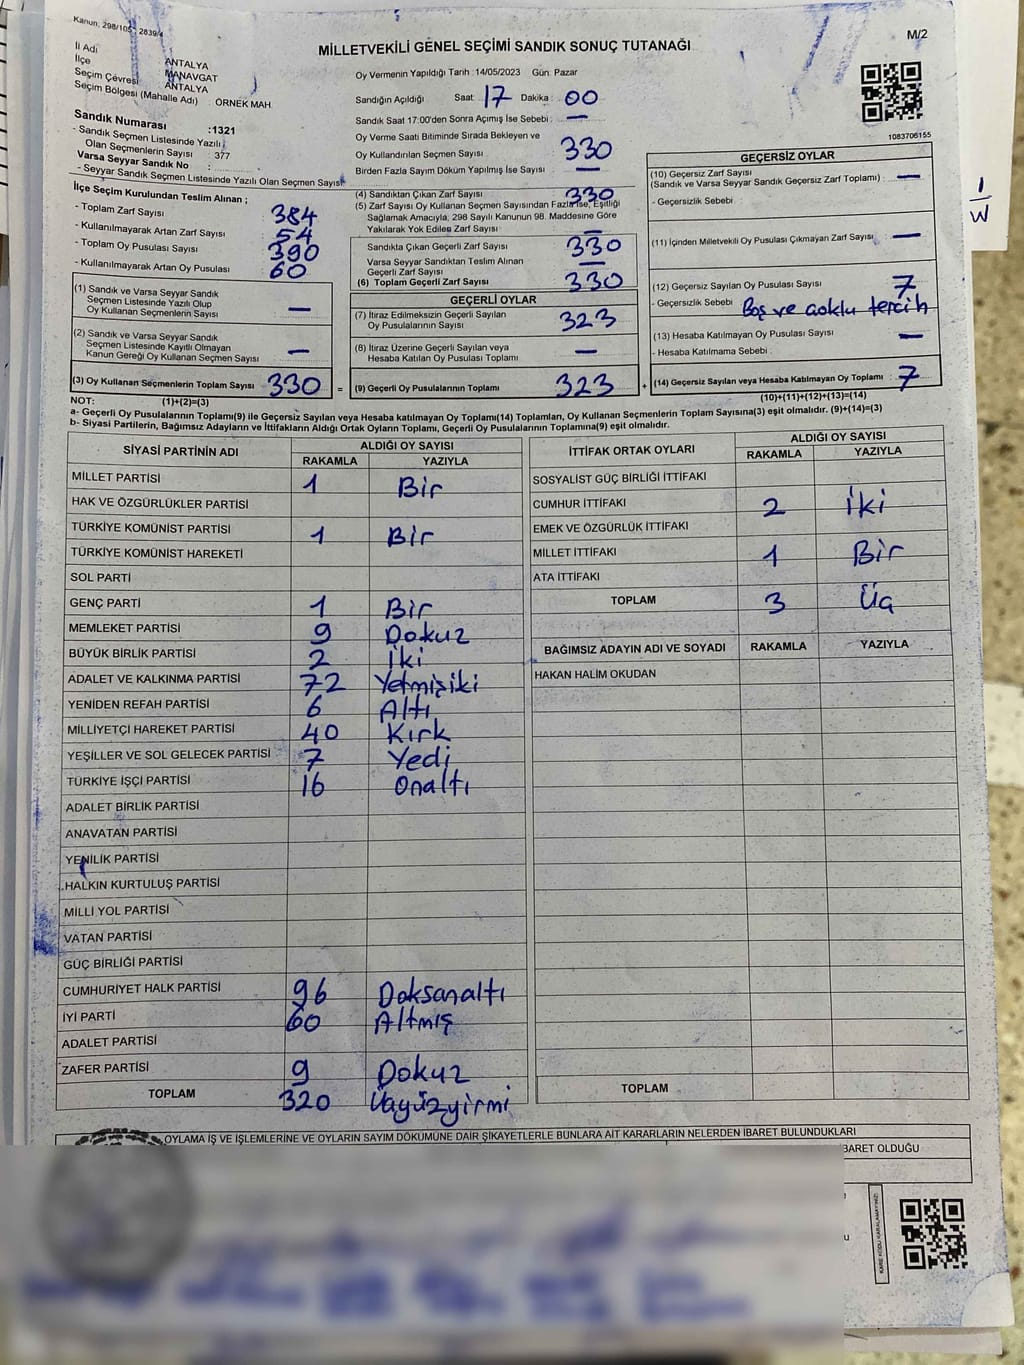 Kanun, 298/105 - 2839/4
M/2
MİLLETVEKİLİ GENEL SEÇİMİ SANDIK SONUÇ TUTANAĞI
İl Adı ANTALYA
İlçe MANAVGAT
Seçim Çevresi ANTALYA
Seçim Bölgesi (Mahalle Adı) ÖRNEK MAH.
Sandık Numarası :1321
- Sandık Seçmen Listesinde Yazılı
Olan Seçmenlerin Sayısı : 377
Varsa Seyyar Sandık No :
- Seyyar Sandık Seçmen Listesinde Yazılı Olan Seçmen Sayısı
İlçe Seçim Kurulundan Teslim Alınan ;
- Toplam Zarf Sayısı 384
- Kullanılmayarak Artan Zarf Sayısı 54
- Toplam Oy Pusulası Sayısı 390
- Kullanılmayarak Artan Oy Pusulası 60
(1) Sandık ve Varsa Seyyar Sandık
Seçmen Listesinde Yazılı Olup
Oy Kullanan Seçmenlerin Sayısı —
(2) Sandık ve Varsa Seyyar Sandık
Seçmen Listesinde Kayıtlı Olmayan
Kanun Gereği Oy Kullanan Seçmen Sayısı —
(3) Oy Kullanan Seçmenlerin Toplam Sayısı 330 =
(1)+(2)=(3)
Oy Vermenin Yapıldığı Tarih : 14/05/2023 Gün: Pazar
Sandığın Açıldığı Saat : 17 Dakika : 00
Sandık Saat 17:00'den Sonra Açımış İse Sebebi : —
Oy Verme Saati Bitiminde Sırada Bekleyen ve
Oy Kullandırılan Seçmen Sayısı : 330
Birden Fazla Sayım Döküm Yapılmış İse Sayısı —
(4) Sandıktan Çıkan Zarf Sayısı 330
(5) Zarf Sayısı Oy Kullanan Seçmen Sayısından Fazla İse, Eşitliği
Sağlamak Amacıyla, 298 Sayılı Kanunun 98. Maddesine Göre
Yakılarak Yok Edilen Zarf Sayısı —
Sandıkta Çıkan Geçerli Zarf Sayısı 330
Varsa Seyyar Sandıktan Teslim Alınan
Geçerli Zarf Sayısı —
(6) Toplam Geçerli Zarf Sayısı 330
GEÇERLİ OYLAR
(7) İtiraz Edilmeksizin Geçerli Sayılan
Oy Pusulalarının Sayısı 323
(8) İtiraz Üzerine Geçerli Sayılan veya
Hesaba Katılan Oy Pusulası Toplamı —
(9) Geçerli Oy Pusulalarının Toplamı 323 +
1083706155
GEÇERSİZ OYLAR
(10) Geçersiz Zarf Sayısı
(Sandık ve Varsa Seyyar Sandık Geçersiz Zarf Toplamı) : —
- Geçersizlik Sebebi :
(11) İçinden Milletvekili Oy Pusulası Çıkmayan Zarf Sayısı —
(12) Geçersiz Sayılan Oy Pusulası Sayısı 7
- Geçersizlik Sebebi : Boş ve çoklu tercih
(13) Hesaba Katılmayan Oy Pusulası Sayısı —
- Hesaba Katılmama Sebebi :
(14) Geçersiz Sayılan veya Hesaba Katılmayan Oy Toplamı : 7
(10)+(11)+(12)+(13)=(14)
NOT:
a- Geçerli Oy Pusulalarının Toplamı(9) ile Geçersiz Sayılan veya Hesaba katılmayan Oy Toplamı(14) Toplamları, Oy Kullanan Seçmenlerin Toplam Sayısına(3) eşit olmalıdır. (9)+(14)=(3)
b- Siyasi Partilerin, Bağımsız Adayların ve İttifakların Aldığı Ortak Oyların Toplamı, Geçerli Oy Pusulalarının Toplamına(9) eşit olmalıdır.
SİYASİ PARTİNİN ADI ALDIĞI OY SAYISI
RAKAMLA YAZIYLA
MİLLET PARTİSİ 1 Bir
HAK VE ÖZGÜRLÜKLER PARTİSİ
TÜRKİYE KOMÜNİST PARTİSİ 1 Bir
TÜRKİYE KOMÜNİST HAREKETİ
SOL PARTİ
GENÇ PARTİ 1 Bir
MEMLEKET PARTİSİ 9 Dokuz
BÜYÜK BİRLİK PARTİSİ 2 İki
ADALET VE KALKINMA PARTİSİ 72 Yetmişiki
YENİDEN REFAH PARTİSİ 6 Altı
MİLLİYETÇİ HAREKET PARTİSİ 40 Kırk
YEŞİLLER VE SOL GELECEK PARTİSİ 7 Yedi
TÜRKİYE İŞÇİ PARTİSİ 16 Onaltı
ADALET BİRLİK PARTİSİ
ANAVATAN PARTİSİ
YENİLİK PARTİSİ
HALKIN KURTULUŞ PARTİSİ
MİLLİ YOL PARTİSİ
VATAN PARTİSİ
GÜÇ BİRLİĞİ PARTİSİ
CUMHURİYET HALK PARTİSİ 96 Doksanaltı
İYİ PARTİ 60 Altmış
ADALET PARTİSİ
ZAFER PARTİSİ 9 Dokuz
TOPLAM 320 Üçyüzyirmi
İTTİFAK ORTAK OYLARI ALDIĞI OY SAYISI
RAKAMLA YAZIYLA
SOSYALİST GÜÇ BİRLİĞİ İTTİFAKI
CUMHUR İTTİFAKI 2 İki
EMEK VE ÖZGÜRLÜK İTTİFAKI
MİLLET İTTİFAKI 1 Bir
ATA İTTİFAKI
TOPLAM 3 Üç
BAĞIMSIZ ADAYIN ADI VE SOYADI RAKAMLA YAZIYLA
HAKAN HALİM OKUDAN
TOPLAM
OYLAMA İŞ VE İŞLEMLERİNE VE OYLARIN SAYIM DÖKÜMÜNE DAİR ŞİKAYETLERLE BUNLARA AİT KARARLARIN NELERDEN İBARET BULUNDUKLARI
BARET OLDUĞU
KARE KODU KARALAMAYINIZ!